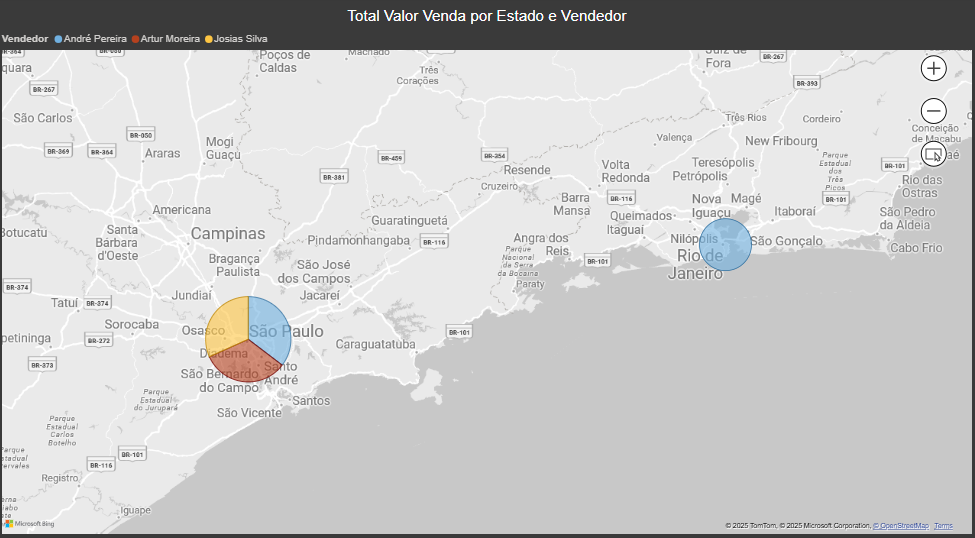 Total Valor Venda por Estado e Vendedor
Vendedor André Pereira Artur Moreira Josias Silva
Poços de
Caldas
Machado
Três
Corações
Juiz de
Fora
BR-267
BR-393
BR-267
São Carlos
BR-050
BR-369
BR-364
Araras
Mogi
Guaçu
BR-459
BR-354
BR-381
Resende
Cruzeiro
Valença
Três Rios
New Fribourg
Cordeiro
Conceição
de Macabu
Volta
Redonda
Teresópolis
Petrópolis
Parque
Estadual
dos
Três
Picos
BR-101
Rio das
Ostras
Barra
Mansa
BR-116
Nova
Iguaçu
Magé
BR-101
Queimados
Itaguaí
Itaboraí
São Pedro
da Aldeia
Americana
Campinas
Guaratinguetá
Pindamonhangaba
BR-116
Santa
Bárbara
d'Oeste
Botucatu
Bragança
Paulista
São José
dos Campos
Jacareí
Angra dos
Reis
Parque
Nacional
da Serra
da Bocaina
Paraty
BR-101
Nilópolis
São Gonçalo
Cabo Frio
Rio de
Janeiro
BR-374
Tatuí
BR-374
Jundiaí
Sorocaba
Osasco
São Paulo
BR-272
BR-101
Caraguatatuba
Diadema
Santo
André
São Bernardo
do Campo
BR-373
Santos
São Vicente
Parque
Estadual
do Jurupará
Parque
Estadual
Carlos
Botelho
BR-101
BR-116
Registro
Iguape
Microsoft Bing
© 2025 TomTom, © 2025 Microsoft Corporation, © OpenStreetMap Terms